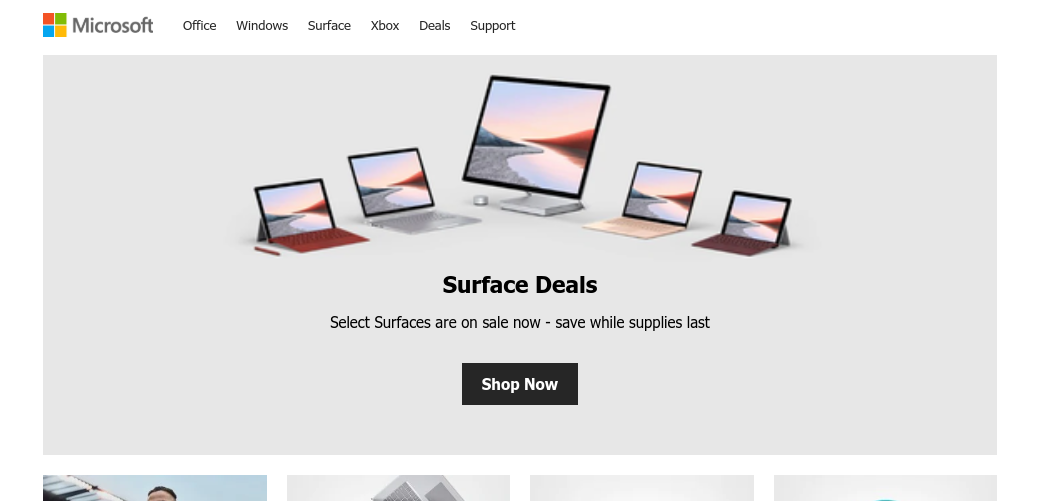 Microsoft Office Windows Surface Xbox Deals Support
Surface Deals
Select Surfaces are on sale now - save while supplies last
Shop Now